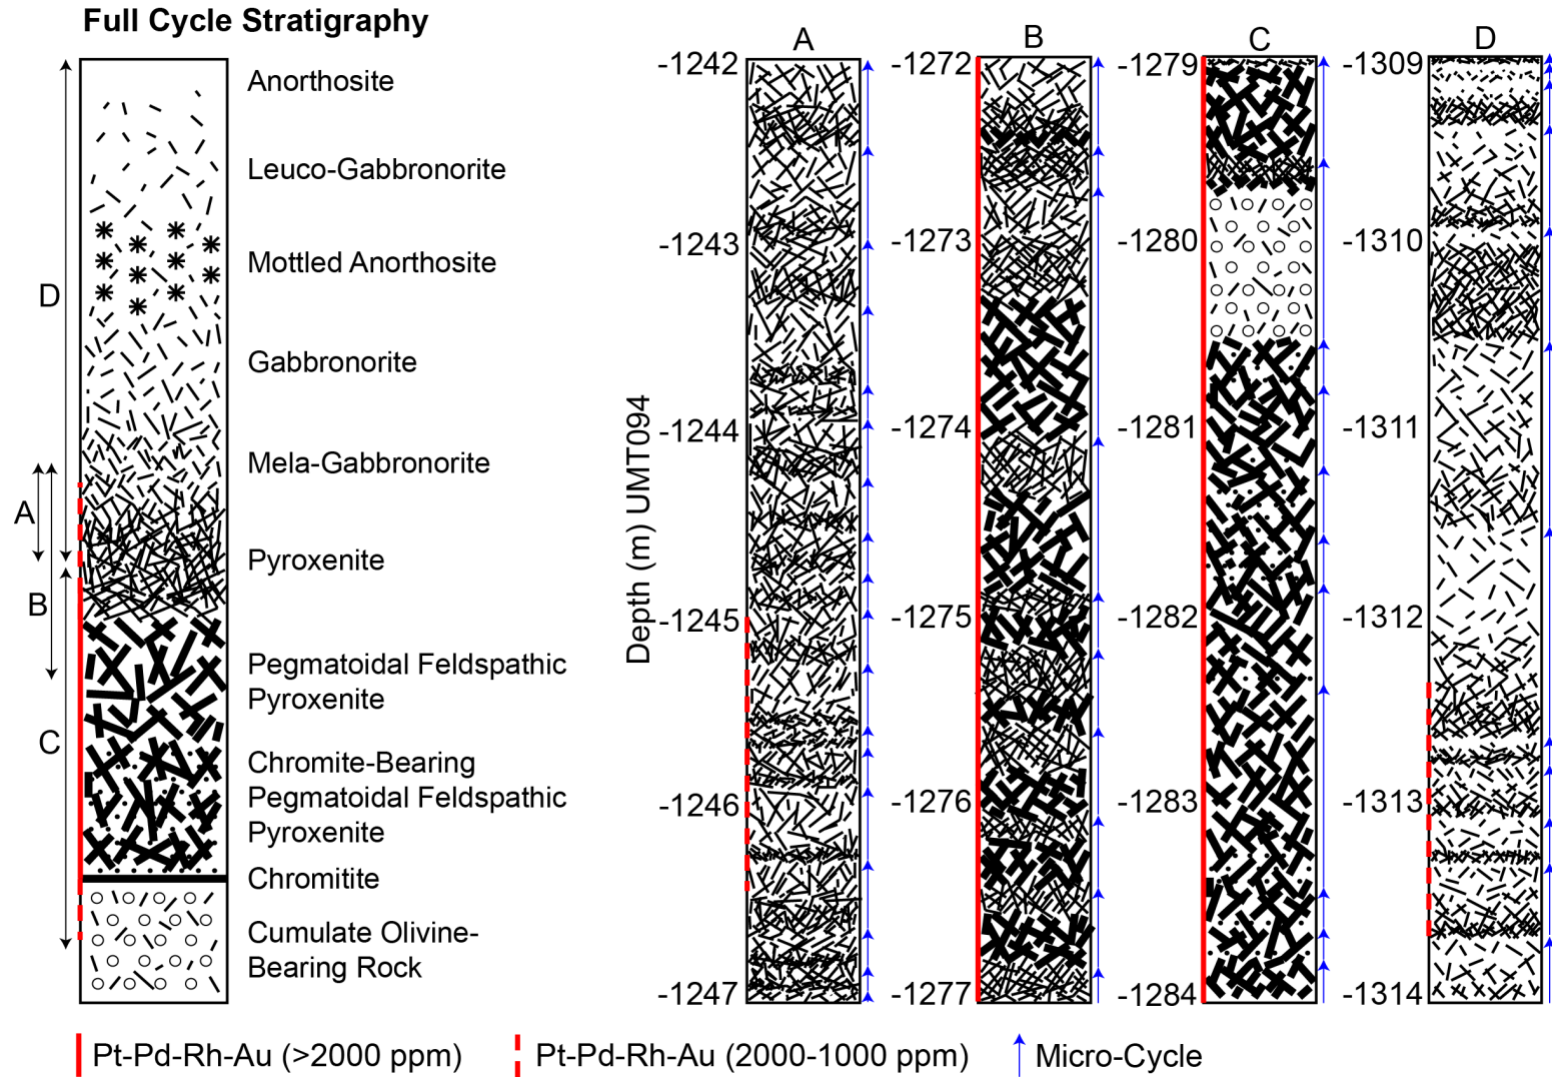 Full Cycle Stratigraphy
Anorthosite
Leuco-Gabbronorite
Mottled Anorthosite
Gabbronorite
Mela-Gabbronorite
Pyroxenite
Pegmatoidal Feldspathic
Pyroxenite
Chromite-Bearing
Pegmatoidal Feldspathic
Pyroxenite
Chromitite
Cumulate Olivine-
Bearing Rock
D
A
B
C
Depth (m) UMT094
A
-1242
-1243
-1244
-1245
-1246
-1247
B
-1272
-1273
-1274
-1275
-1276
-1277
C
-1279
-1280
-1281
-1282
-1283
-1284
D
-1309
-1310
-1311
-1312
-1313
-1314
Pt-Pd-Rh-Au (>2000 ppm)
Pt-Pd-Rh-Au (2000-1000 ppm)
Micro-Cycle